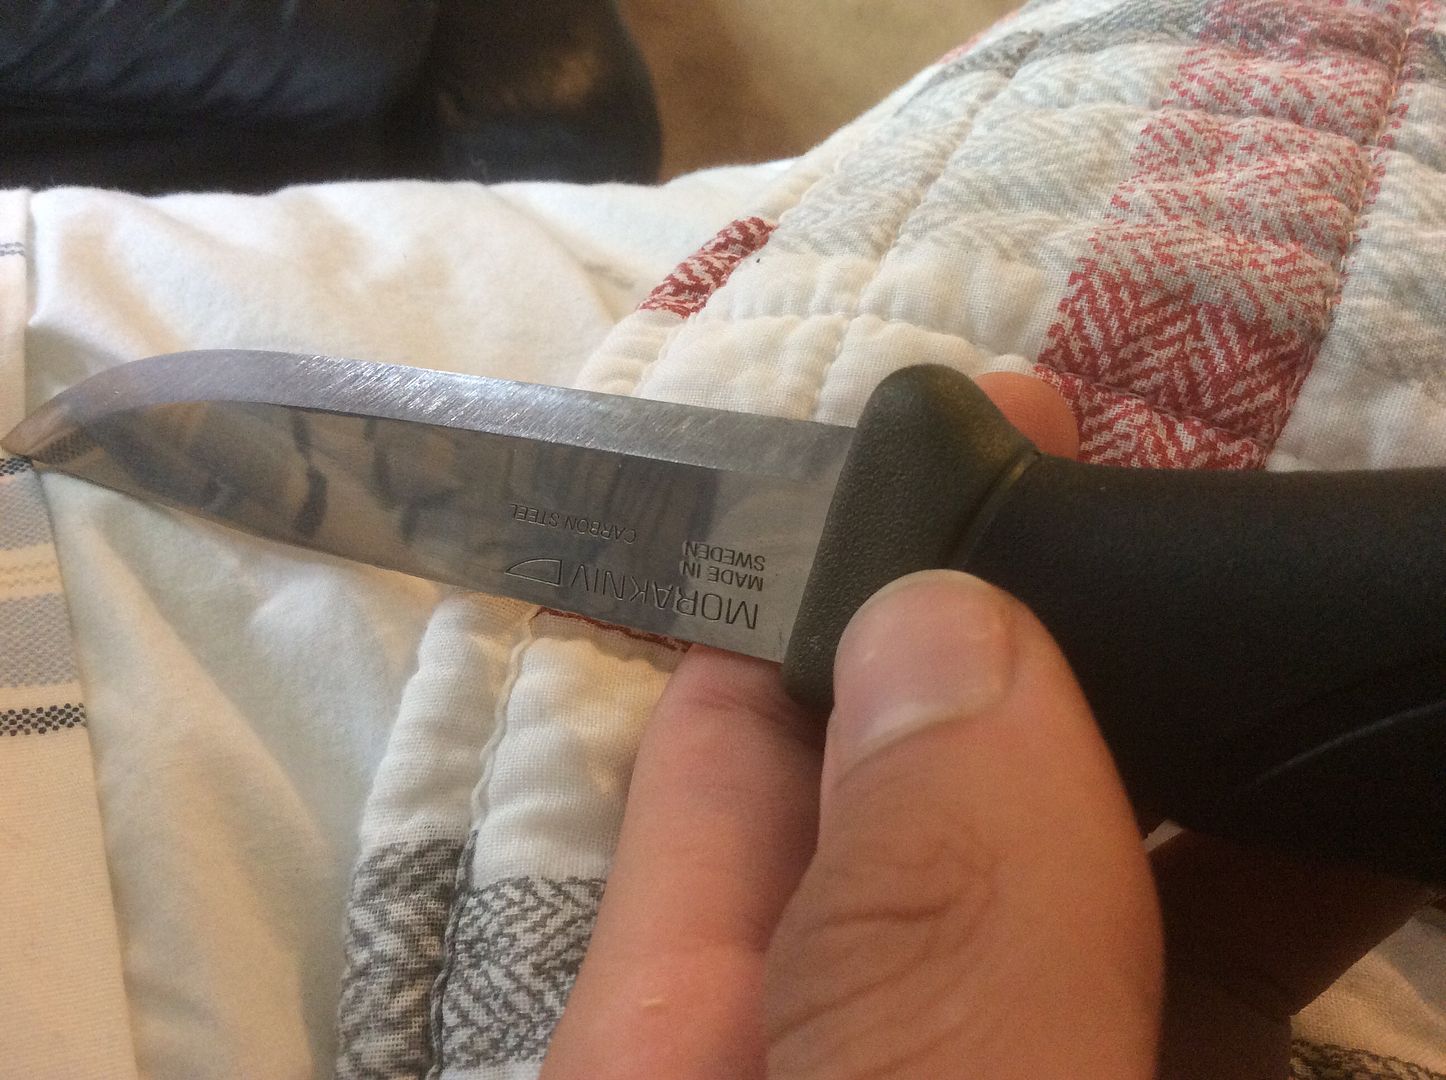 MORAKNIV
MADE IN
SWEDEN
CARBON STEEL